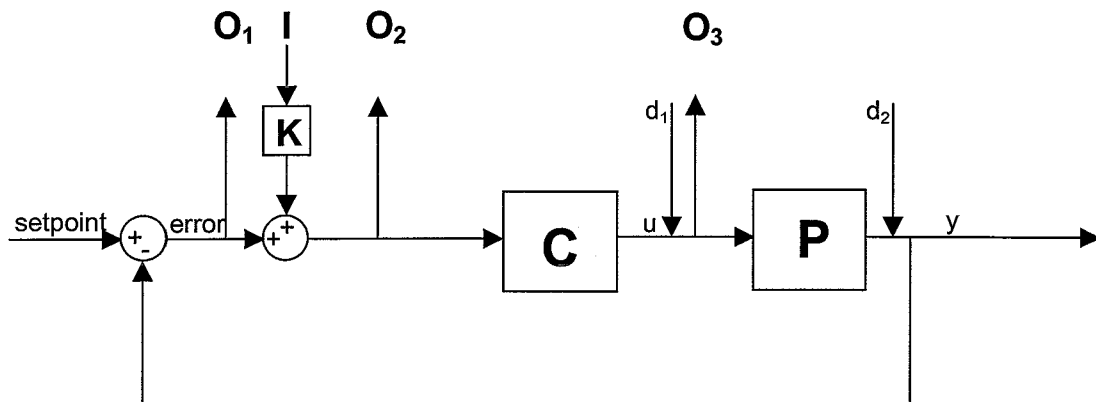 O₁ I O₂ O₃
K
d₁ d₂
setpoint + - error + + C u P y